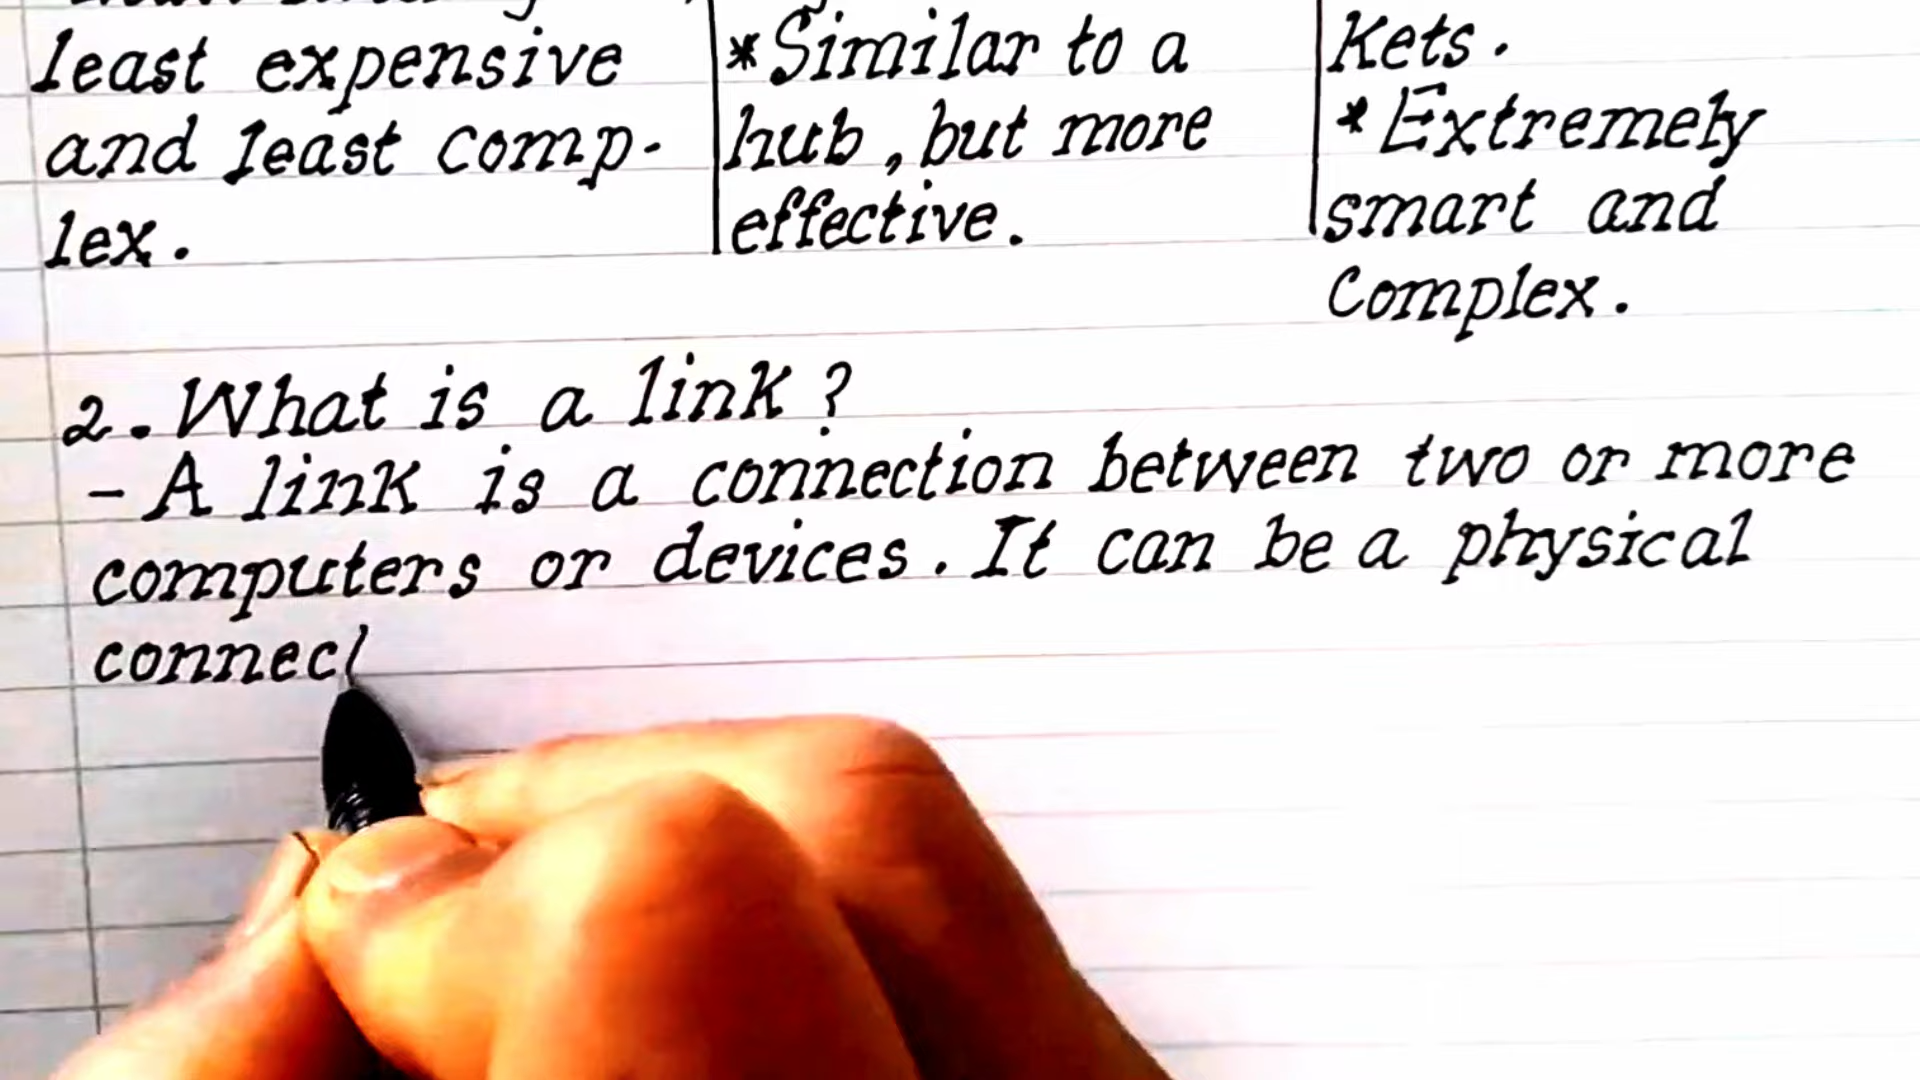 least expensive
and least comp-
lex.
*Similar to a
hub, but more
effective.
Kets.
*Extremely
smart and
Complex.
2. What is a link?
- A link is a connection between two or more
computers or devices. It can be a physical
connec